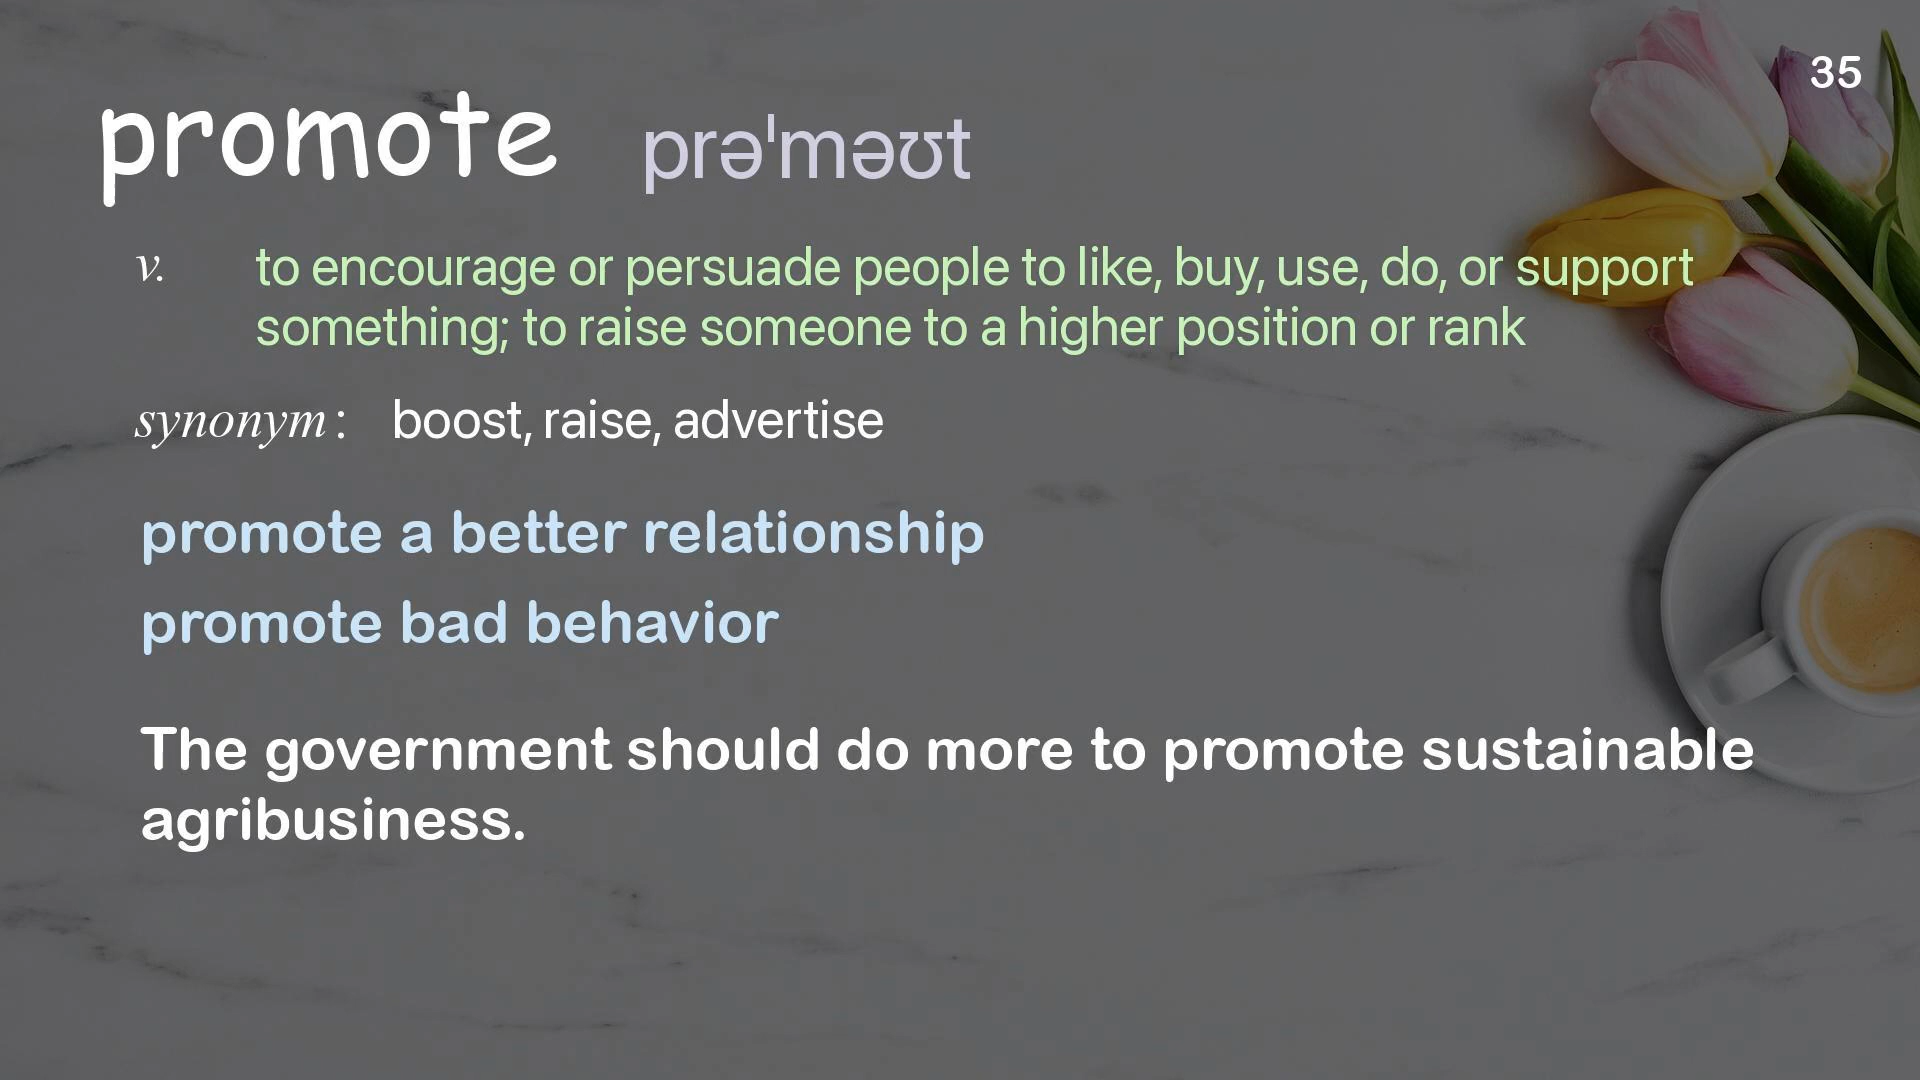 35
promote prəˈməʊt
v. to encourage or persuade people to like, buy, use, do, or support
something; to raise someone to a higher position or rank
synonym : boost, raise, advertise
promote a better relationship
promote bad behavior
The government should do more to promote sustainable
agribusiness.